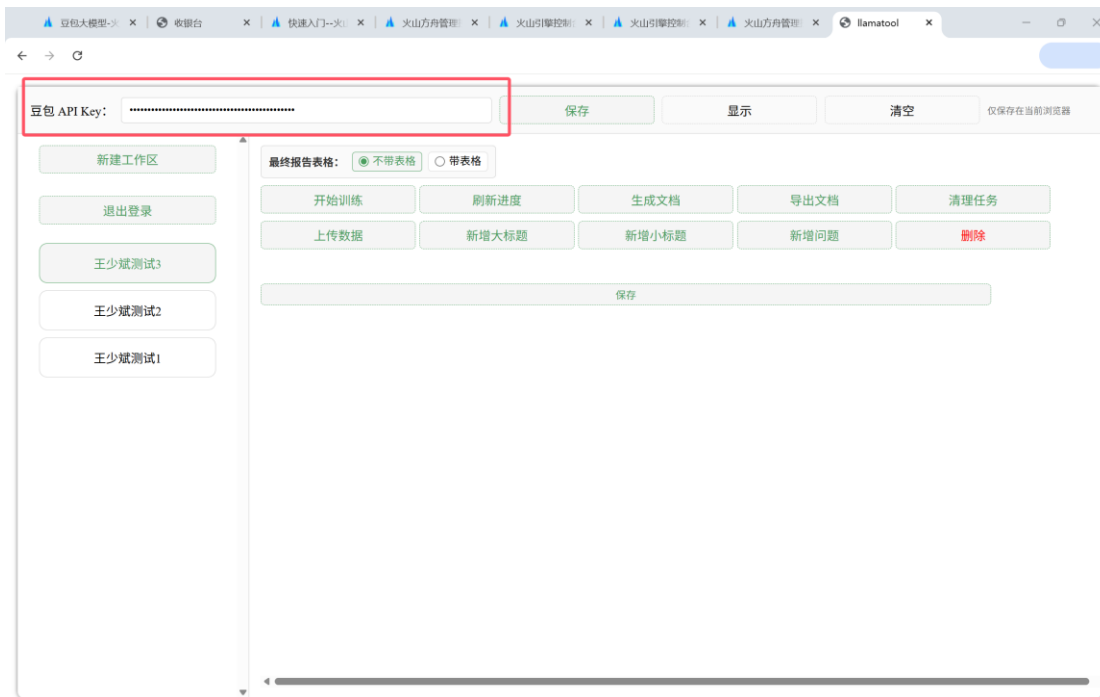 豆包大模型-火
收银台
快速入门--火山
火山方舟管理
火山引擎控制
火山引擎控制
火山方舟管理
llamatool
豆包 API Key：
保存
显示
清空
仅保存在当前浏览器
新建工作区
退出登录
王少斌测试3
王少斌测试2
王少斌测试1
最终报告表格： 不带表格 带表格
开始训练 刷新进度 生成文档 导出文档 清理任务
上传数据 新增大标题 新增小标题 新增问题 删除
保存